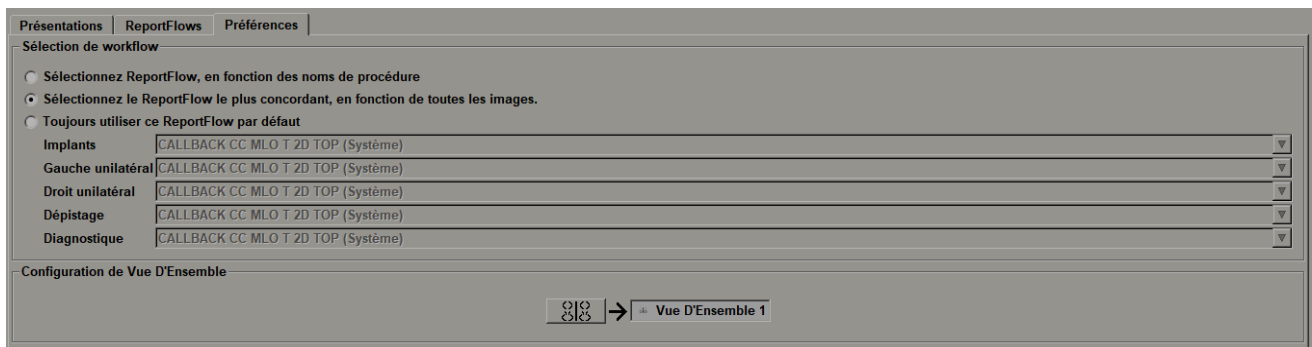 Présentations ReportFlows Préférences
Sélection de workflow
Sélectionnez ReportFlow, en fonction des noms de procédure
Sélectionnez le ReportFlow le plus concordant, en fonction de toutes les images.
Toujours utiliser ce ReportFlow par défaut
Implants CALLBACK CC MLO T 2D TOP (Système)
Gauche unilatéral CALLBACK CC MLO T 2D TOP (Système)
Droit unilatéral CALLBACK CC MLO T 2D TOP (Système)
Dépistage CALLBACK CC MLO T 2D TOP (Système)
Diagnostique CALLBACK CC MLO T 2D TOP (Système)
Configuration de Vue D'Ensemble
Vue D'Ensemble 1